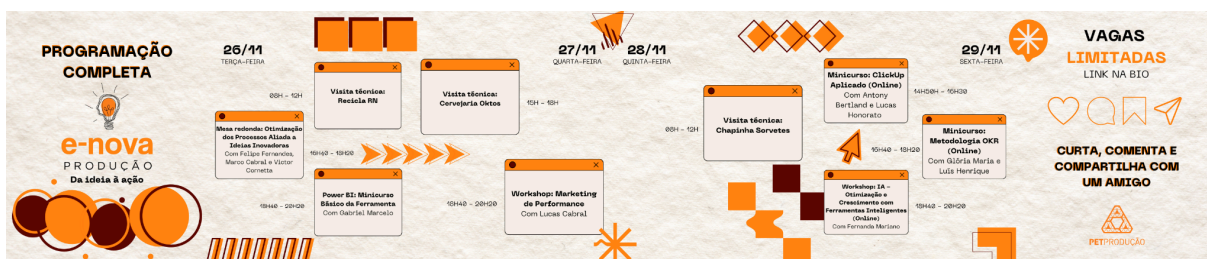 PROGRAMAÇÃO
COMPLETA
e-nova
PRODUÇÃO
Da ideia à ação
26/11
TERÇA-FEIRA
08H - 12H
Visita técnica:
Recicla RN
Mesa redonda: Otimização
dos Processos Aliada a
Ideias Inovadoras
Com Felipe Fernandes,
Marco Cabral e Victor
Cornetta
16H40 - 18H20
Power BI: Minicurso
Básico da Ferramenta
Com Gabriel Marcelo
18H40 - 20H20
27/11
QUARTA-FEIRA
Visita técnica:
Cervejaria Oktos
15H - 18H
Workshop: Marketing
de Performance
Com Lucas Cabral
18H40 - 20H20
28/11
QUINTA-FEIRA
08H - 12H
Visita técnica:
Chapinha Sorvetes
29/11
SEXTA-FEIRA
Minicurso: ClickUp
Aplicado (Online)
Com Antony
Bertland e Lucas
Honorato
14H50H - 16H30
16H40 - 18H20
Minicurso:
Metodologia OKR
(Online)
Com Glória Maria e
Luís Henrique
Workshop: IA -
Otimização e
Crescimento com
Ferramentas Inteligentes
(Online)
Com Fernanda Mariano
18H40 - 20H20
VAGAS
LIMITADAS
LINK NA BIO
CURTA, COMENTA E
COMPARTILHA COM
UM AMIGO
PETPRODUÇÃO